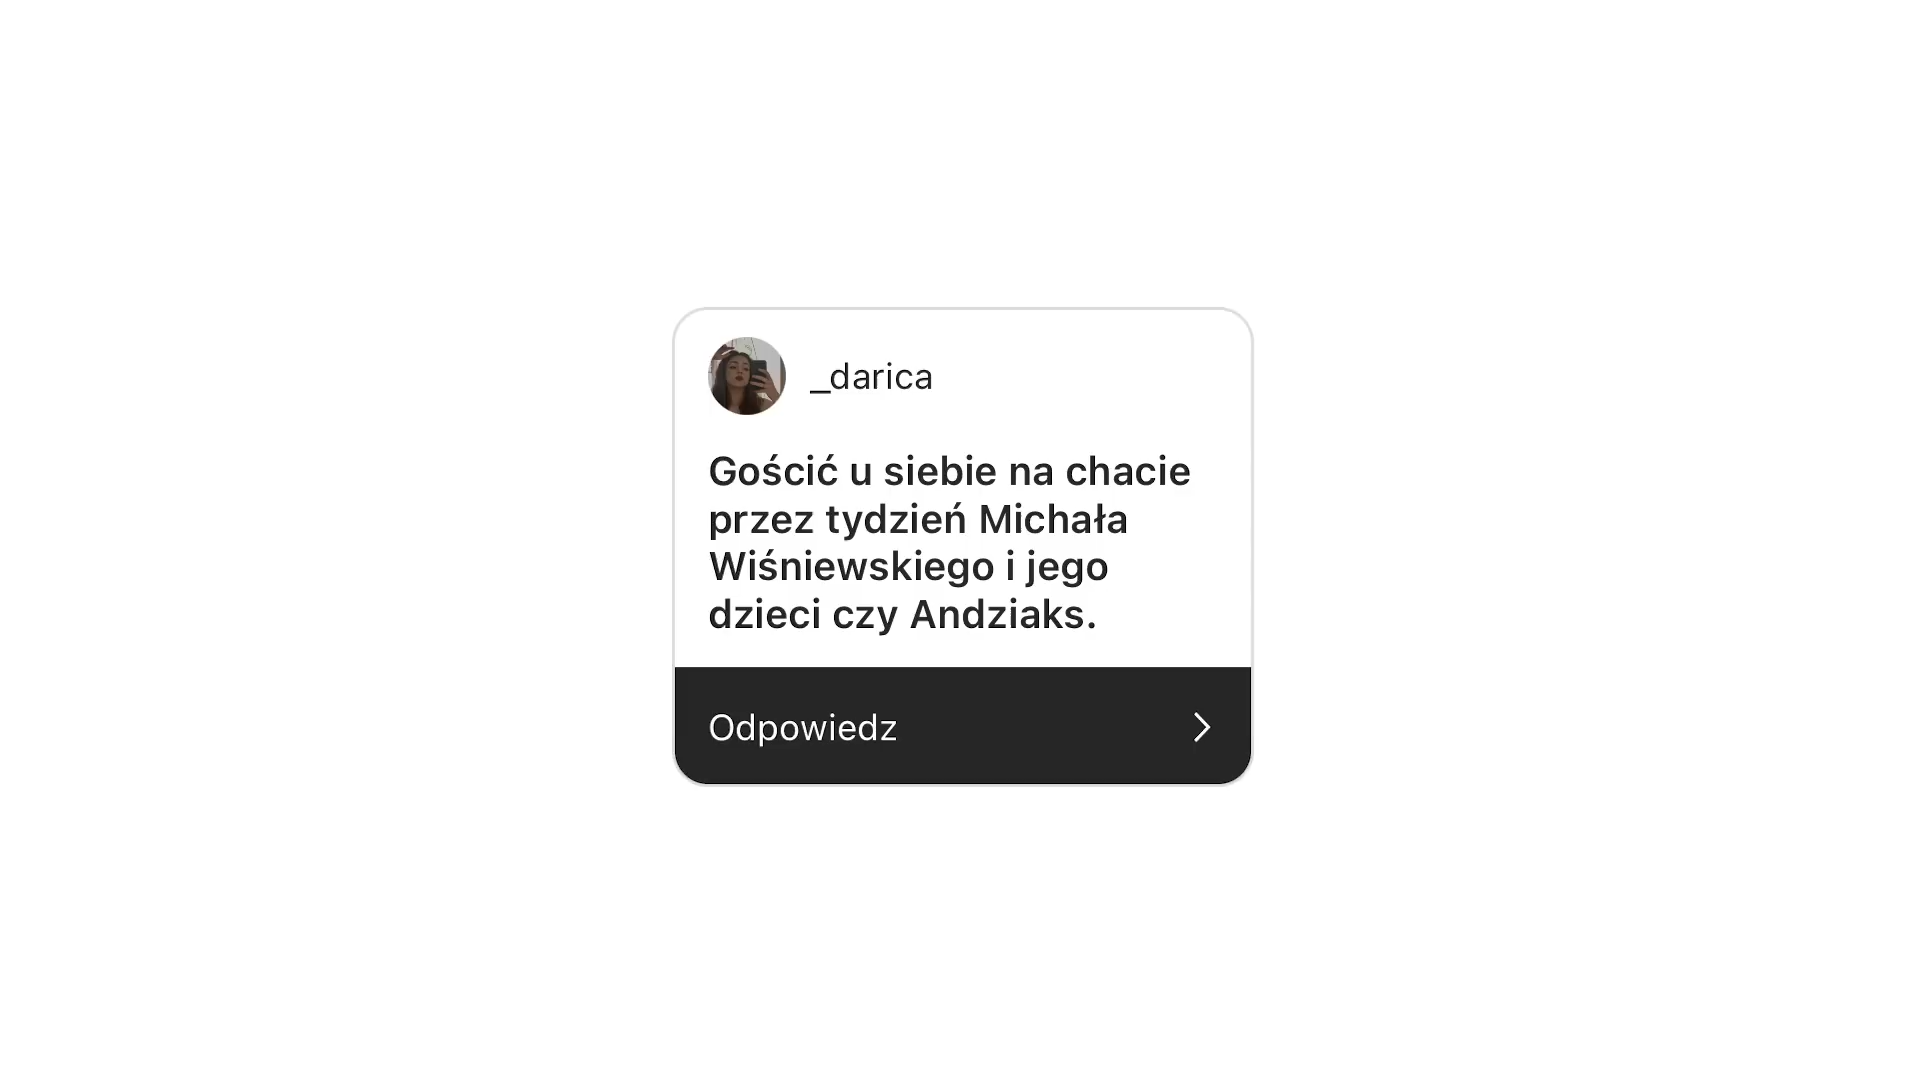 _darica
Gościć u siebie na chacie
przez tydzień Michała
Wiśniewskiego i jego
dzieci czy Andziaks.
Odpowiedz